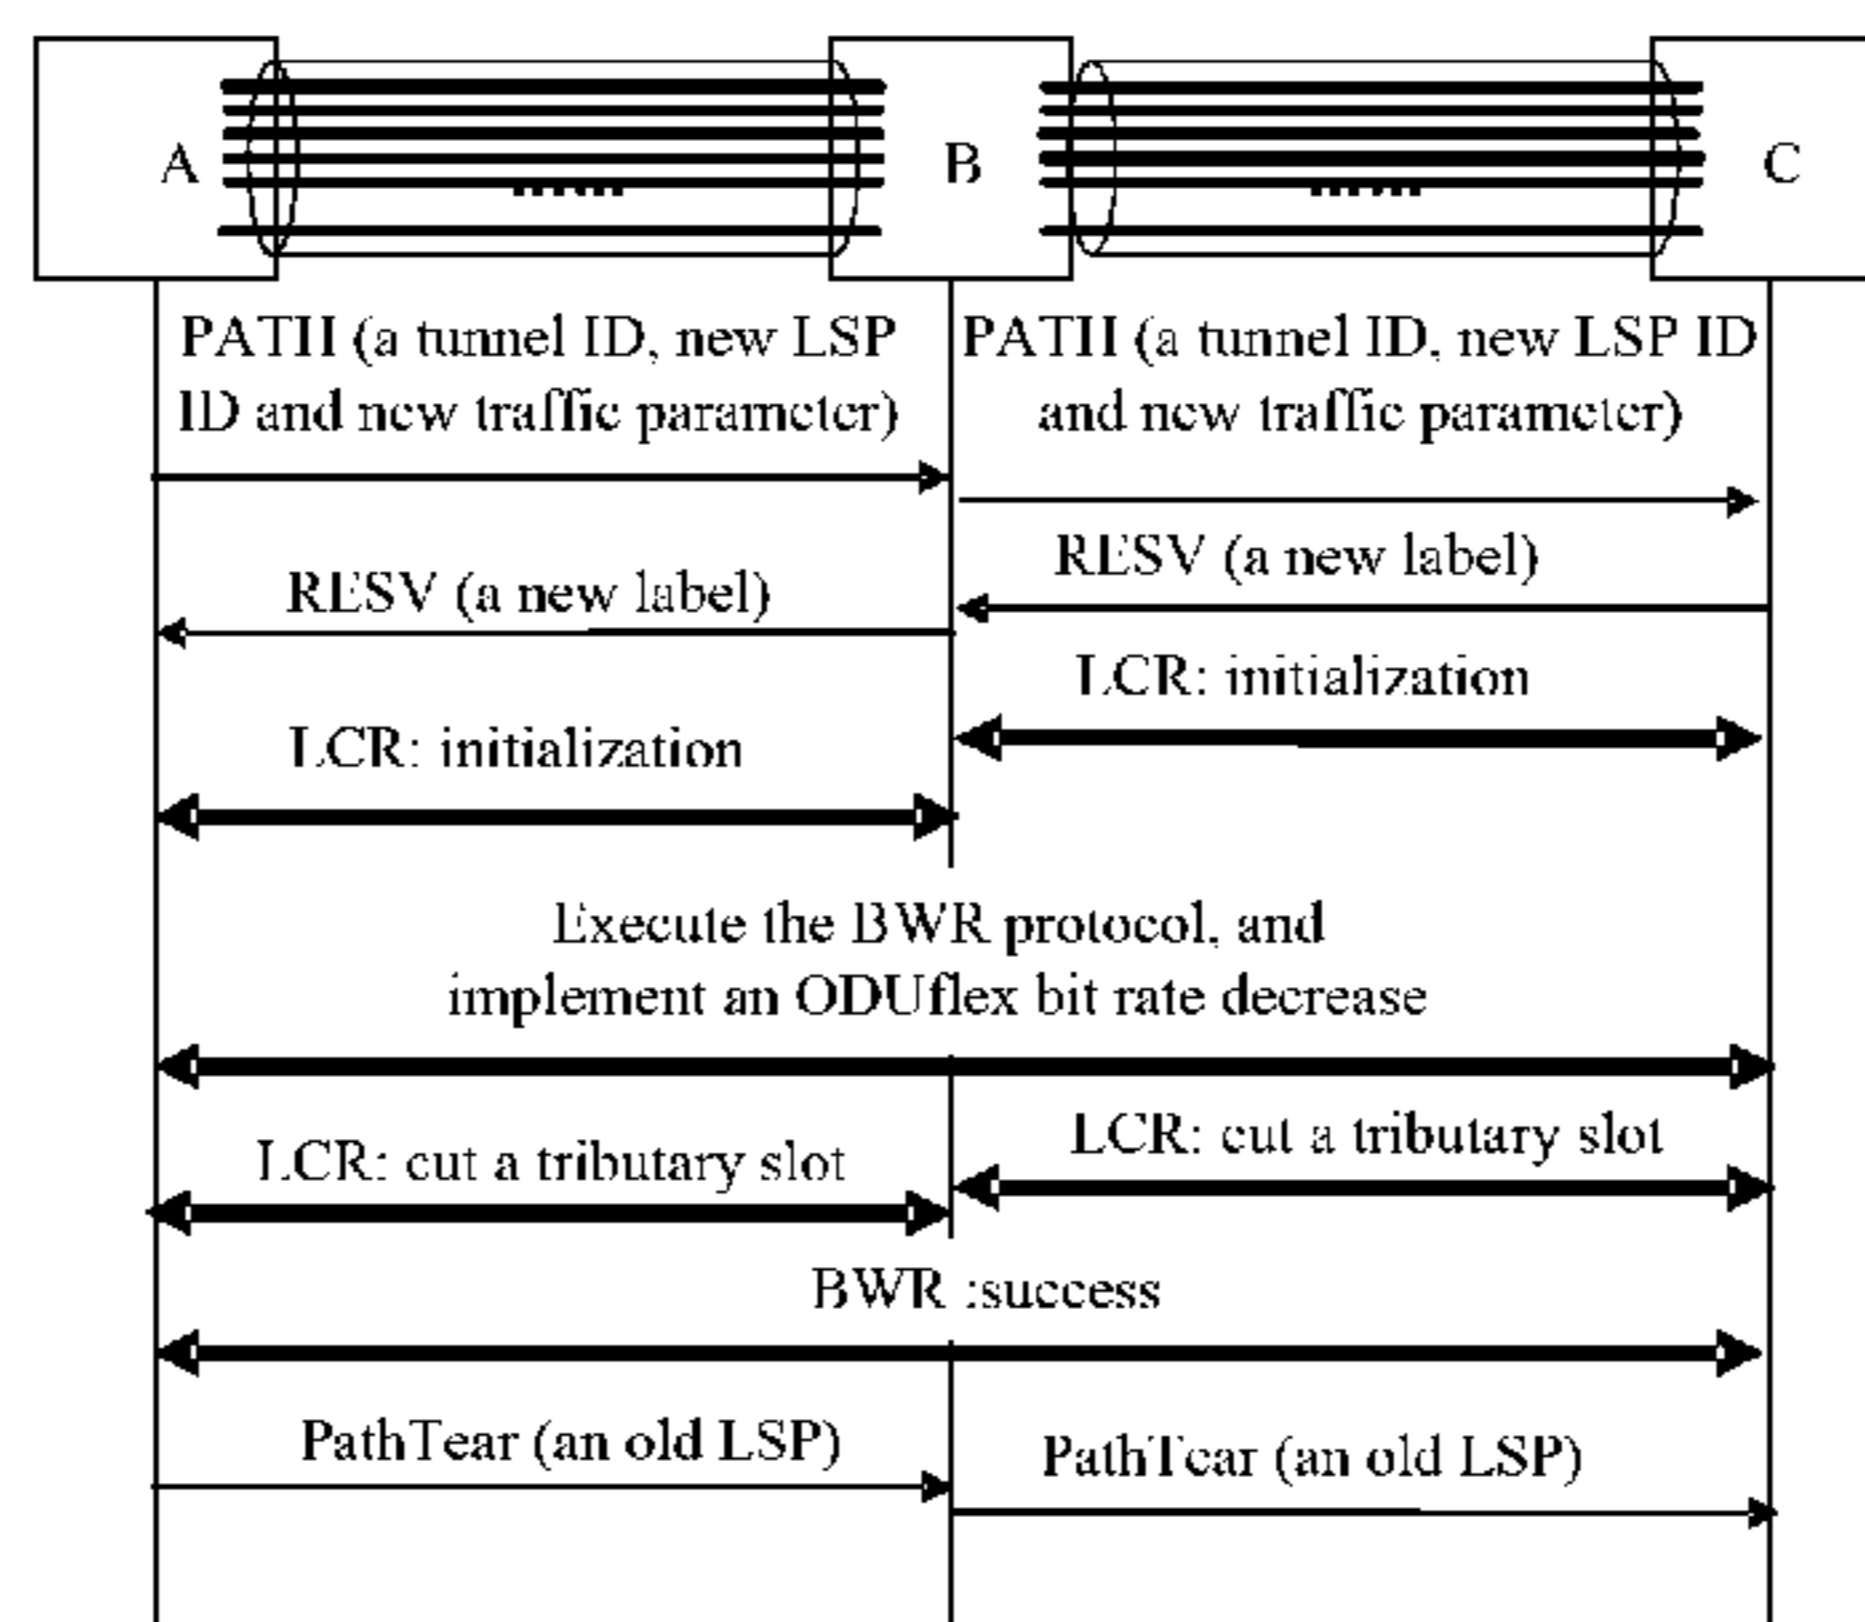 A
B
C
PATH (a tunnel ID, new LSP
ID and new traffic parameter)
PATH (a tunnel ID, new LSP ID
and new traffic parameter)
RESV (a new label)
RESV (a new label)
LCR: initialization
LCR: initialization
Execute the BWR protocol, and
implement an ODUflex bit rate decrease
LCR: cut a tributary slot
LCR: cut a tributary slot
BWR :success
PathTear (an old LSP)
PathTear (an old LSP)